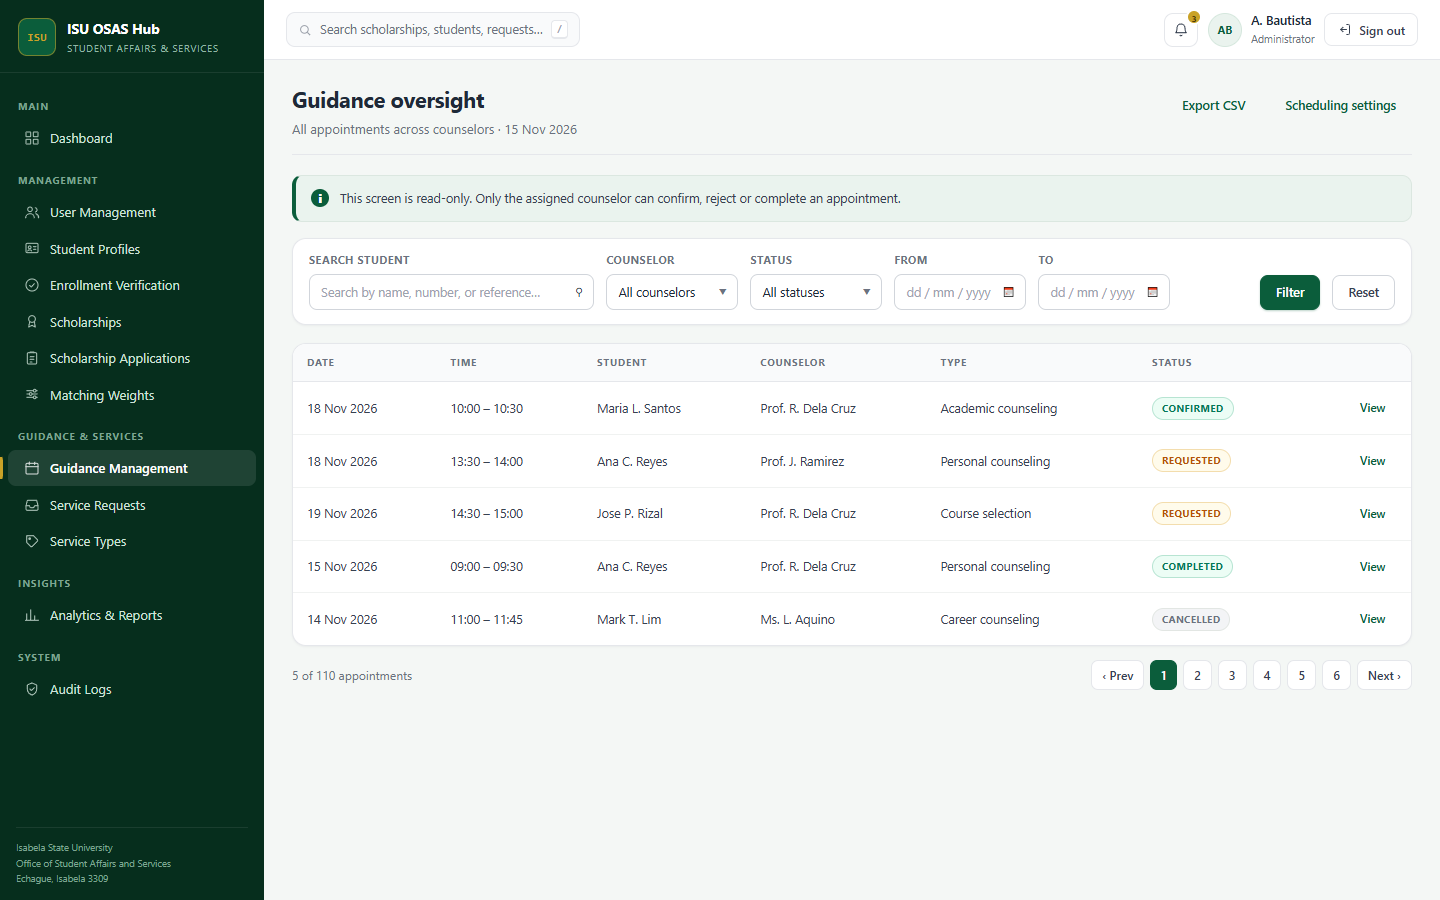 ISU
ISU OSAS Hub
STUDENT AFFAIRS & SERVICES
Search scholarships, students, requests... /
3
AB
A. Bautista
Administrator
Sign out
MAIN
Dashboard
MANAGEMENT
User Management
Student Profiles
Enrollment Verification
Scholarships
Scholarship Applications
Matching Weights
GUIDANCE & SERVICES
Guidance Management
Service Requests
Service Types
INSIGHTS
Analytics & Reports
SYSTEM
Audit Logs
Isabela State University
Office of Student Affairs and Services
Echague, Isabela 3309
Guidance oversight
All appointments across counselors · 15 Nov 2026
Export CSV
Scheduling settings
This screen is read-only. Only the assigned counselor can confirm, reject or complete an appointment.
SEARCH STUDENT COUNSELOR STATUS FROM TO
Search by name, number, or reference... All counselors All statuses dd / mm / yyyy dd / mm / yyyy Filter Reset
DATE TIME STUDENT COUNSELOR TYPE STATUS
18 Nov 2026 10:00 – 10:30 Maria L. Santos Prof. R. Dela Cruz Academic counseling CONFIRMED View
18 Nov 2026 13:30 – 14:00 Ana C. Reyes Prof. J. Ramirez Personal counseling REQUESTED View
19 Nov 2026 14:30 – 15:00 Jose P. Rizal Prof. R. Dela Cruz Course selection REQUESTED View
15 Nov 2026 09:00 – 09:30 Ana C. Reyes Prof. R. Dela Cruz Personal counseling COMPLETED View
14 Nov 2026 11:00 – 11:45 Mark T. Lim Ms. L. Aquino Career counseling CANCELLED View
5 of 110 appointments
‹ Prev 1 2 3 4 5 6 Next ›